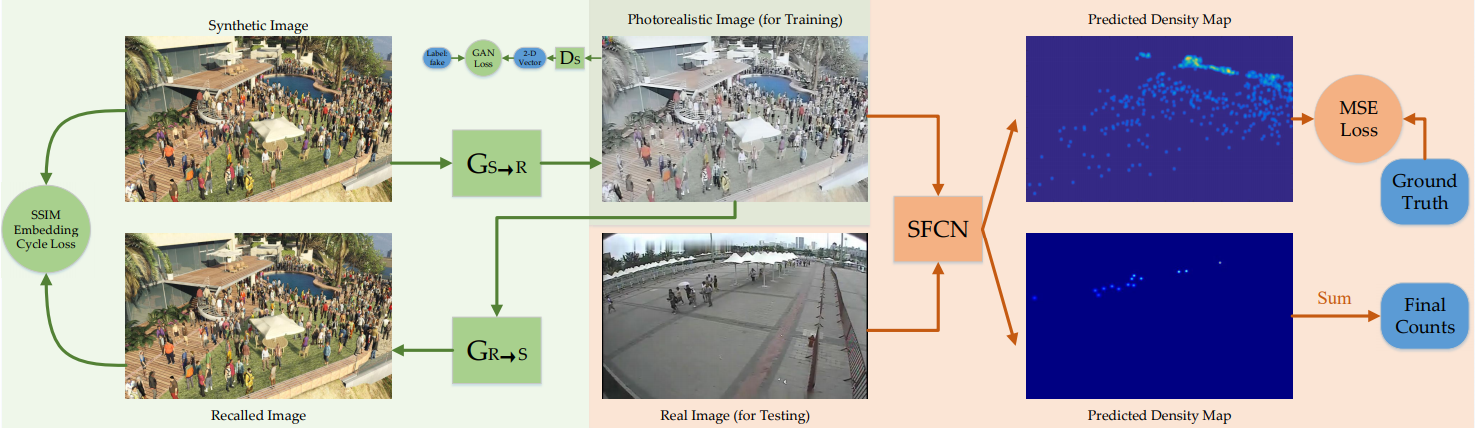 Synthetic Image
Photorealistic Image (for Training)
Predicted Density Map
Label:
fake
GAN
Loss
2-D
Vector
DS
GS→R
MSE
Loss
Ground
Truth
SSIM
Embedding
Cycle Loss
SFCN
GR→S
Sum
Final
Counts
Recalled Image
Real Image (for Testing)
Predicted Density Map